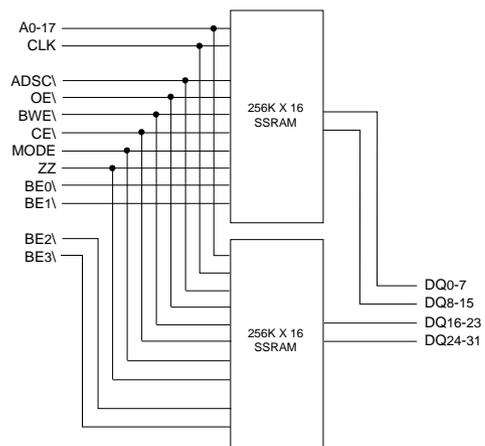 A0-17
CLK
ADSC\
OE\
BWE\
CE\
MODE
ZZ
BE0\
BE1\
BE2\
BE3\
256K X 16
SSRAM
256K X 16
SSRAM
DQ0-7
DQ8-15
DQ16-23
DQ24-31